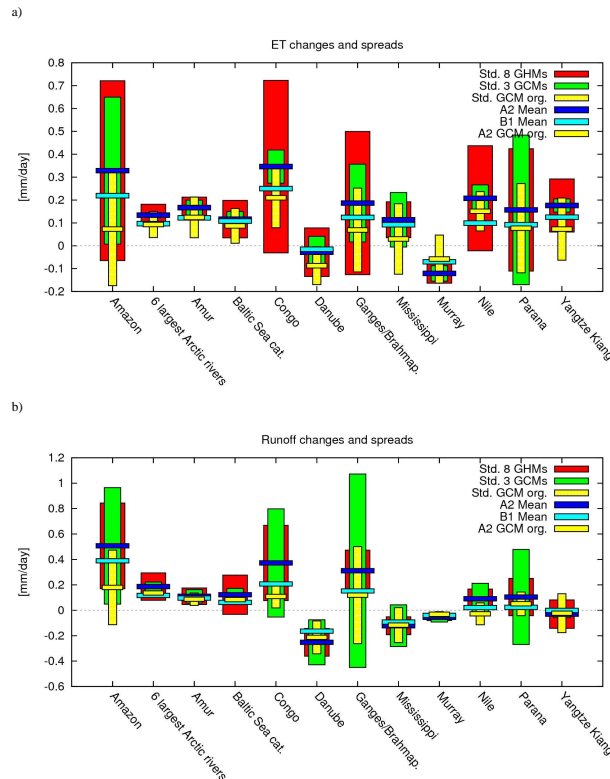 a)
ET changes and spreads
0.8
0.7
0.6
0.5
0.4
0.3
0.2
0.1
0
-0.1
-0.2
[mm/day]
Std. 8 GHMs
Std. 3 GCMs
Std. GCM org.
A2 Mean
B1 Mean
A2 GCM org.
Amazon
6 largest Arctic rivers
Amur
Baltic Sea cat.
Congo
Danube
Ganges/Brahmap.
Mississippi
Murray
Nile
Parana
Yangtze Kiang
b)
Runoff changes and spreads
1.2
1
0.8
0.6
0.4
0.2
0
-0.2
-0.4
-0.6
[mm/day]
Std. 8 GHMs
Std. 3 GCMs
Std. GCM org.
A2 Mean
B1 Mean
A2 GCM org.
Amazon
6 largest Arctic rivers
Amur
Baltic Sea cat.
Congo
Danube
Ganges/Brahmap.
Mississippi
Murray
Nile
Parana
Yangtze Kiang